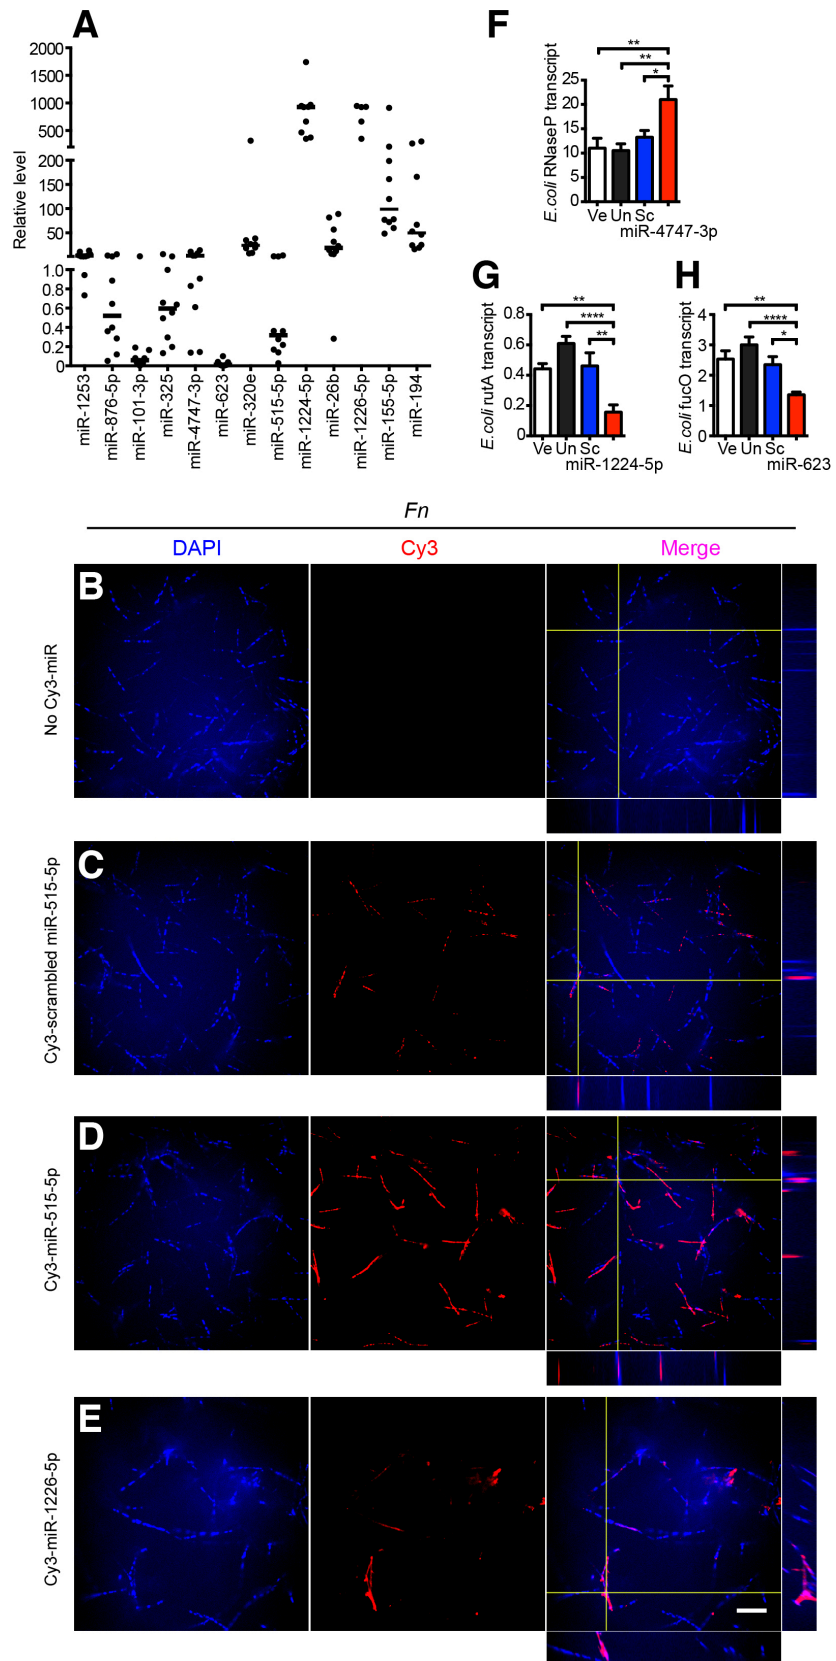 A
Relative level
2000
1500
1000
500
200
150
100
50
1.0
0.8
0.6
0.4
0.2
0
miR-1253
miR-876-5p
miR-101-3p
miR-325
miR-4747-3p
miR-623
miR-320e
miR-515-5p
miR-1224-5p
miR-26b
miR-1226-5p
miR-155-5p
miR-194
F
E.coli RNaseP transcript
25
20
15
10
5
0
**
**
*
Ve Un Sc
miR-4747-3p
G
E.coli rutA transcript
0.8
0.6
0.4
0.2
0
**
****
**
Ve Un Sc
miR-1224-5p
H
E.coli fucO transcript
4
3
2
1
0
**
****
*
Ve Un Sc
miR-623
Fn
DAPI Cy3 Merge
B
No Cy3-miR
C
Cy3-scrambled miR-515-5p
D
Cy3-miR-515-5p
E
Cy3-miR-1226-5p